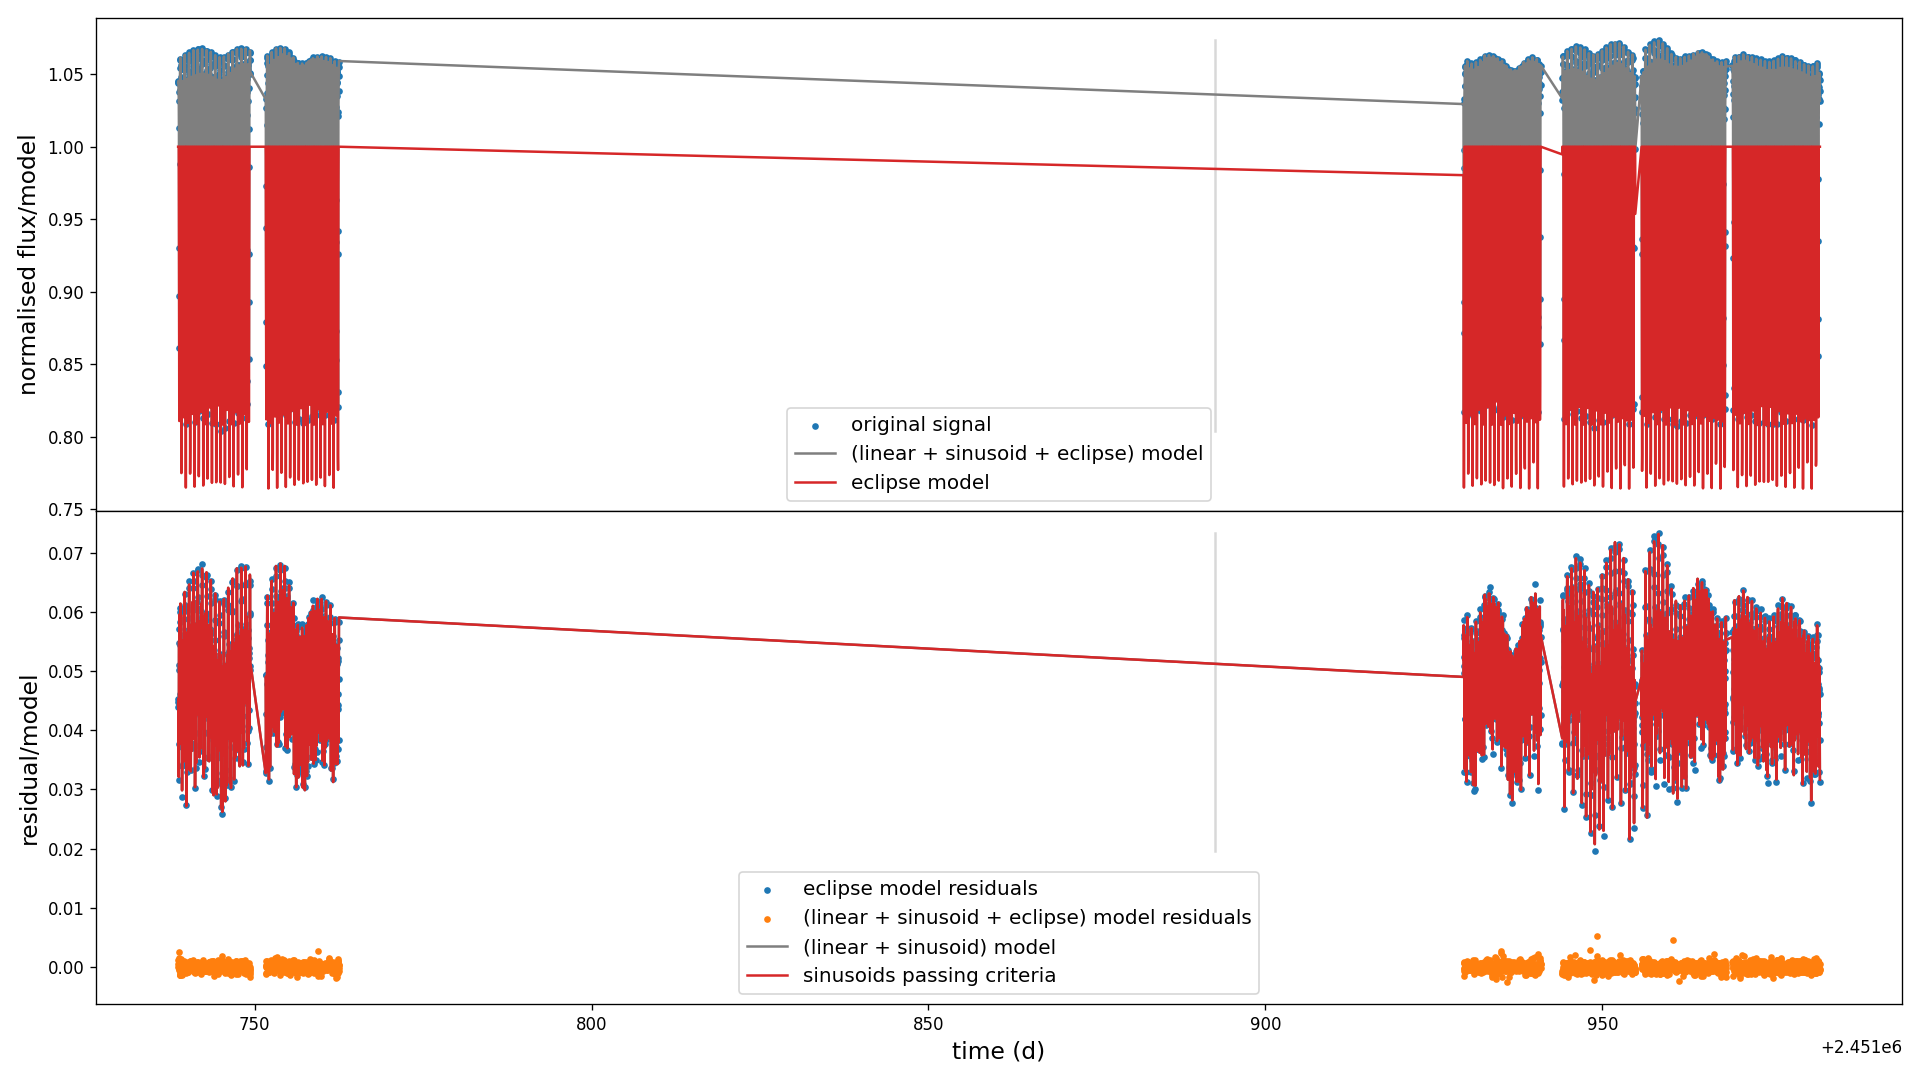 normalised flux/model
1.05
1.00
0.95
0.90
0.85
0.80
0.75
original signal
(linear + sinusoid + eclipse) model
eclipse model
residual/model
0.07
0.06
0.05
0.04
0.03
0.02
0.01
0.00
eclipse model residuals
(linear + sinusoid + eclipse) model residuals
(linear + sinusoid) model
sinusoids passing criteria
750 800 850 900 950
time (d)
+2.451e6